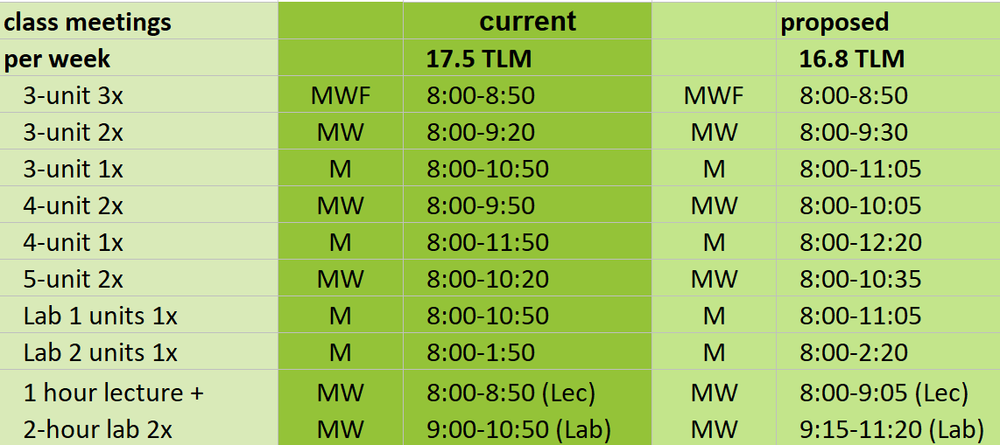 class meetings current proposed
per week 17.5 TLM 16.8 TLM
3-unit 3x MWF 8:00-8:50 MWF 8:00-8:50
3-unit 2x MW 8:00-9:20 MW 8:00-9:30
3-unit 1x M 8:00-10:50 M 8:00-11:05
4-unit 2x MW 8:00-9:50 MW 8:00-10:05
4-unit 1x M 8:00-11:50 M 8:00-12:20
5-unit 2x MW 8:00-10:20 MW 8:00-10:35
Lab 1 units 1x M 8:00-10:50 M 8:00-11:05
Lab 2 units 1x M 8:00-1:50 M 8:00-2:20
1 hour lecture + MW 8:00-8:50 (Lec) MW 8:00-9:05 (Lec)
2-hour lab 2x MW 9:00-10:50 (Lab) MW 9:15-11:20 (Lab)